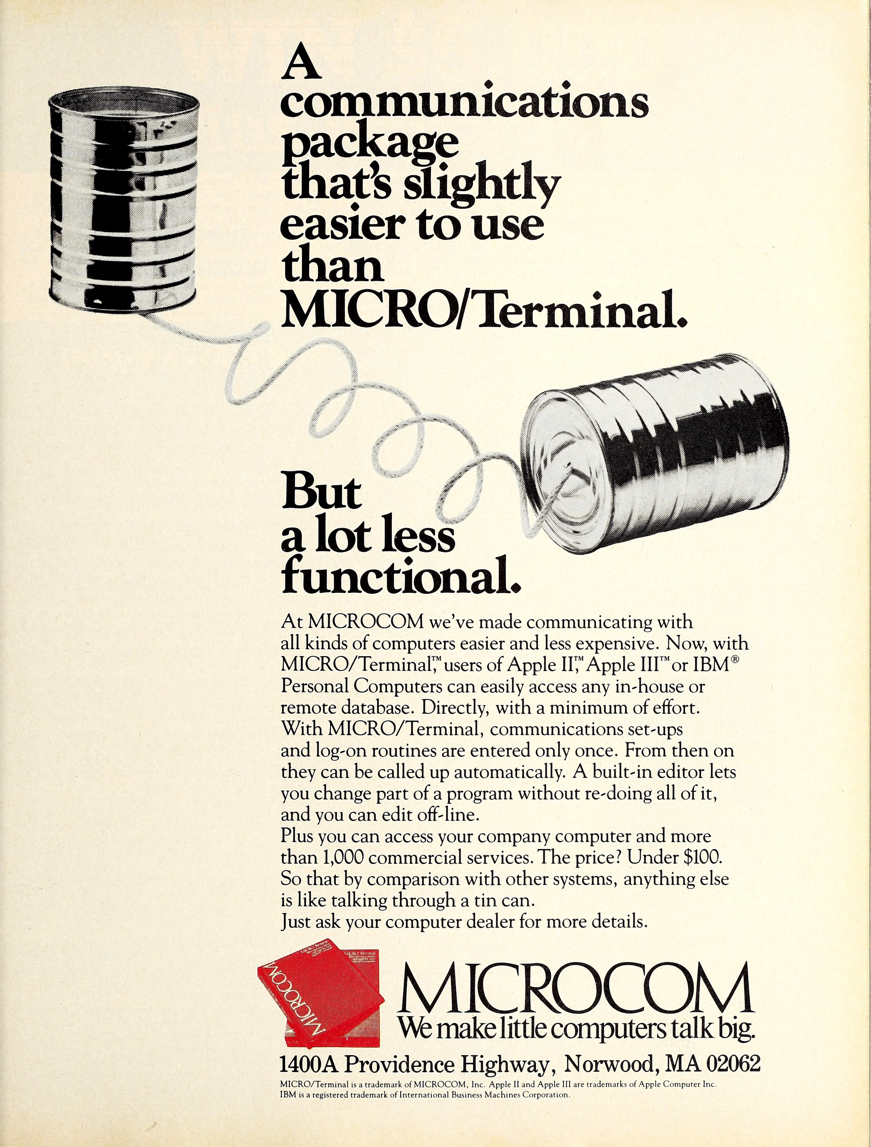 A
communications
package
that's slightly
easier to use
than
MICRO/Terminal.
But
a lot less
functional.
At MICROCOM we've made communicating with
all kinds of computers easier and less expensive. Now, with
MICRO/Terminal,™ users of Apple II,™ Apple III™ or IBM®
Personal Computers can easily access any in-house or
remote database. Directly, with a minimum of effort.
With MICRO/Terminal, communications set-ups
and log-on routines are entered only once. From then on
they can be called up automatically. A built-in editor lets
you change part of a program without re-doing all of it,
and you can edit off-line.
Plus you can access your company computer and more
than 1,000 commercial services. The price? Under $100.
So that by comparison with other systems, anything else
is like talking through a tin can.
Just ask your computer dealer for more details.
MICROCOM
MICROCOM
We make little computers talk big.
1400A Providence Highway, Norwood, MA 02062
MICRO/Terminal is a trademark of MICROCOM, Inc. Apple II and Apple III are trademarks of Apple Computer Inc.
IBM is a registered trademark of International Business Machines Corporation.